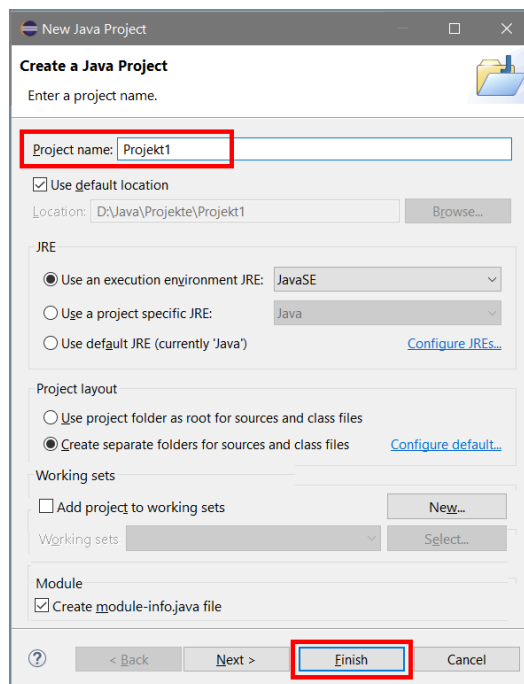 New Java Project
Create a Java Project
Enter a project name.
Project name: Projekt1
Use default location
Location: D:\Java\Projekte\Projekt1 Browse...
JRE
Use an execution environment JRE: JavaSE
Use a project specific JRE: Java
Use default JRE (currently 'Java') Configure JREs...
Project layout
Use project folder as root for sources and class files
Create separate folders for sources and class files Configure default...
Working sets
Add project to working sets New...
Working sets Select...
Module
Create module-info.java file
? < Back Next > Finish Cancel